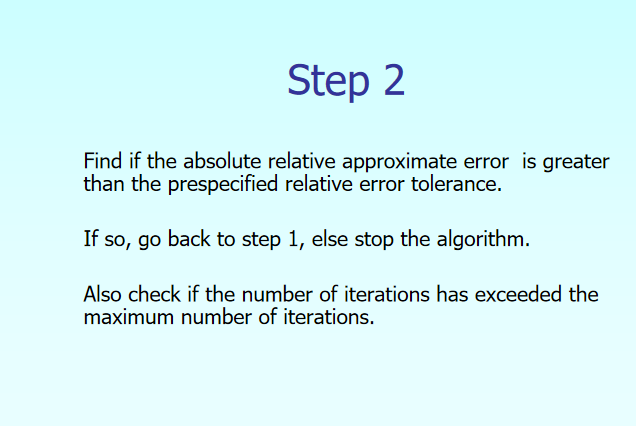 Step 2
Find if the absolute relative approximate error  is greater
than the prespecified relative error tolerance.
If so, go back to step 1, else stop the algorithm.
Also check if the number of iterations has exceeded the
maximum number of iterations.